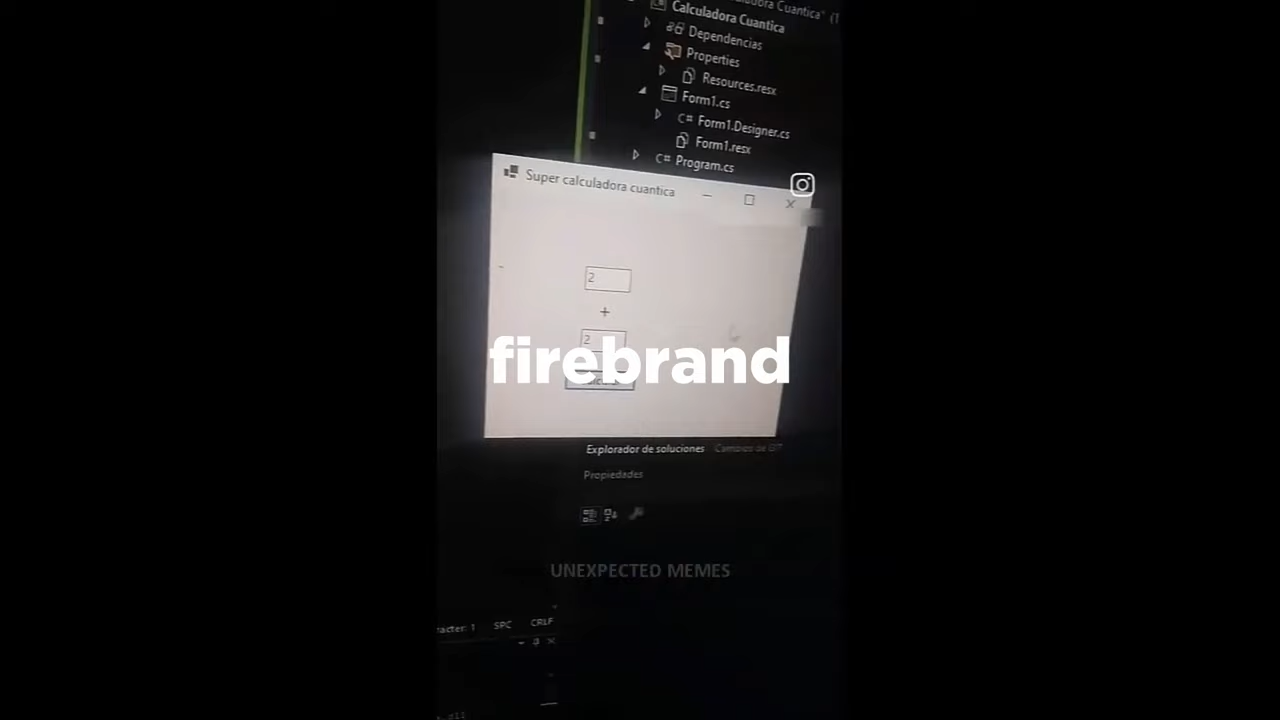 Calculadora Cuantica
Dependencias
Properties
Resources.resx
Form1.cs
C# Form1.Designer.cs
Form1.resx
C# Program.cs
Super calculadora cuantica
2
+
2
firebrand
Explorador de soluciones
Propiedades
UNEXPECTED MEMES
SPC CRLF